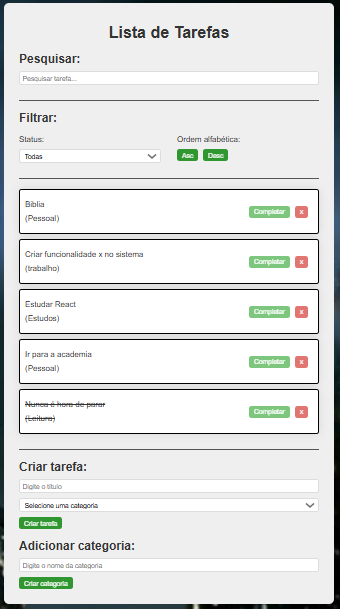 Lista de Tarefas
Pesquisar:
Pesquisar tarefa...
Filtrar:
Status:
Todas
Ordem alfabética:
Asc Desc
Bíblia
(Pessoal)
Completar x
Criar funcionalidade x no sistema
(trabalho)
Completar x
Estudar React
(Estudos)
Completar x
Ir para a academia
(Pessoal)
Completar x
Nunca é hora de parar
(Leitura)
Completar x
Criar tarefa:
Digite o título
Selecione uma categoria
Criar tarefa
Adicionar categoria:
Digite o nome da categoria
Criar categoria